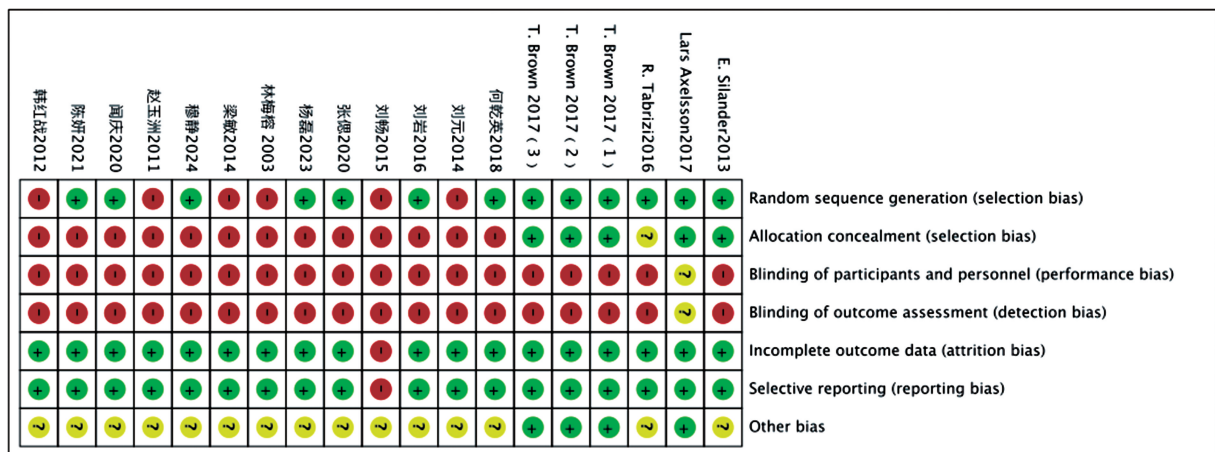 韩红战2012
陈妍2021
闻庆2020
赵玉洲2011
穆静2024
梁敏2014
林梅榕 2003
杨磊2023
张偲2020
刘畅2015
刘岩2016
刘元2014
何乾英2018
T. Brown 2017（3）
T. Brown 2017（2）
T. Brown 2017（1）
R. Tabrizi2016
Lars Axelsson2017
E. Silander2013
- + + - + - - + + - + - + + + + + + + Random sequence generation (selection bias)
- - - - - - - - - - - - - + + + ? + + Allocation concealment (selection bias)
- - - - - - - - - - - - - - - - - ? - Blinding of participants and personnel (performance bias)
- - - - - - - - - - - - - - - - - ? - Blinding of outcome assessment (detection bias)
+ + + + + + + + + - + + + + + + + + + Incomplete outcome data (attrition bias)
+ + + + + + + + + - + + + + + + + + + Selective reporting (reporting bias)
? ? ? ? ? ? ? ? ? ? ? ? ? + + + ? + ? Other bias